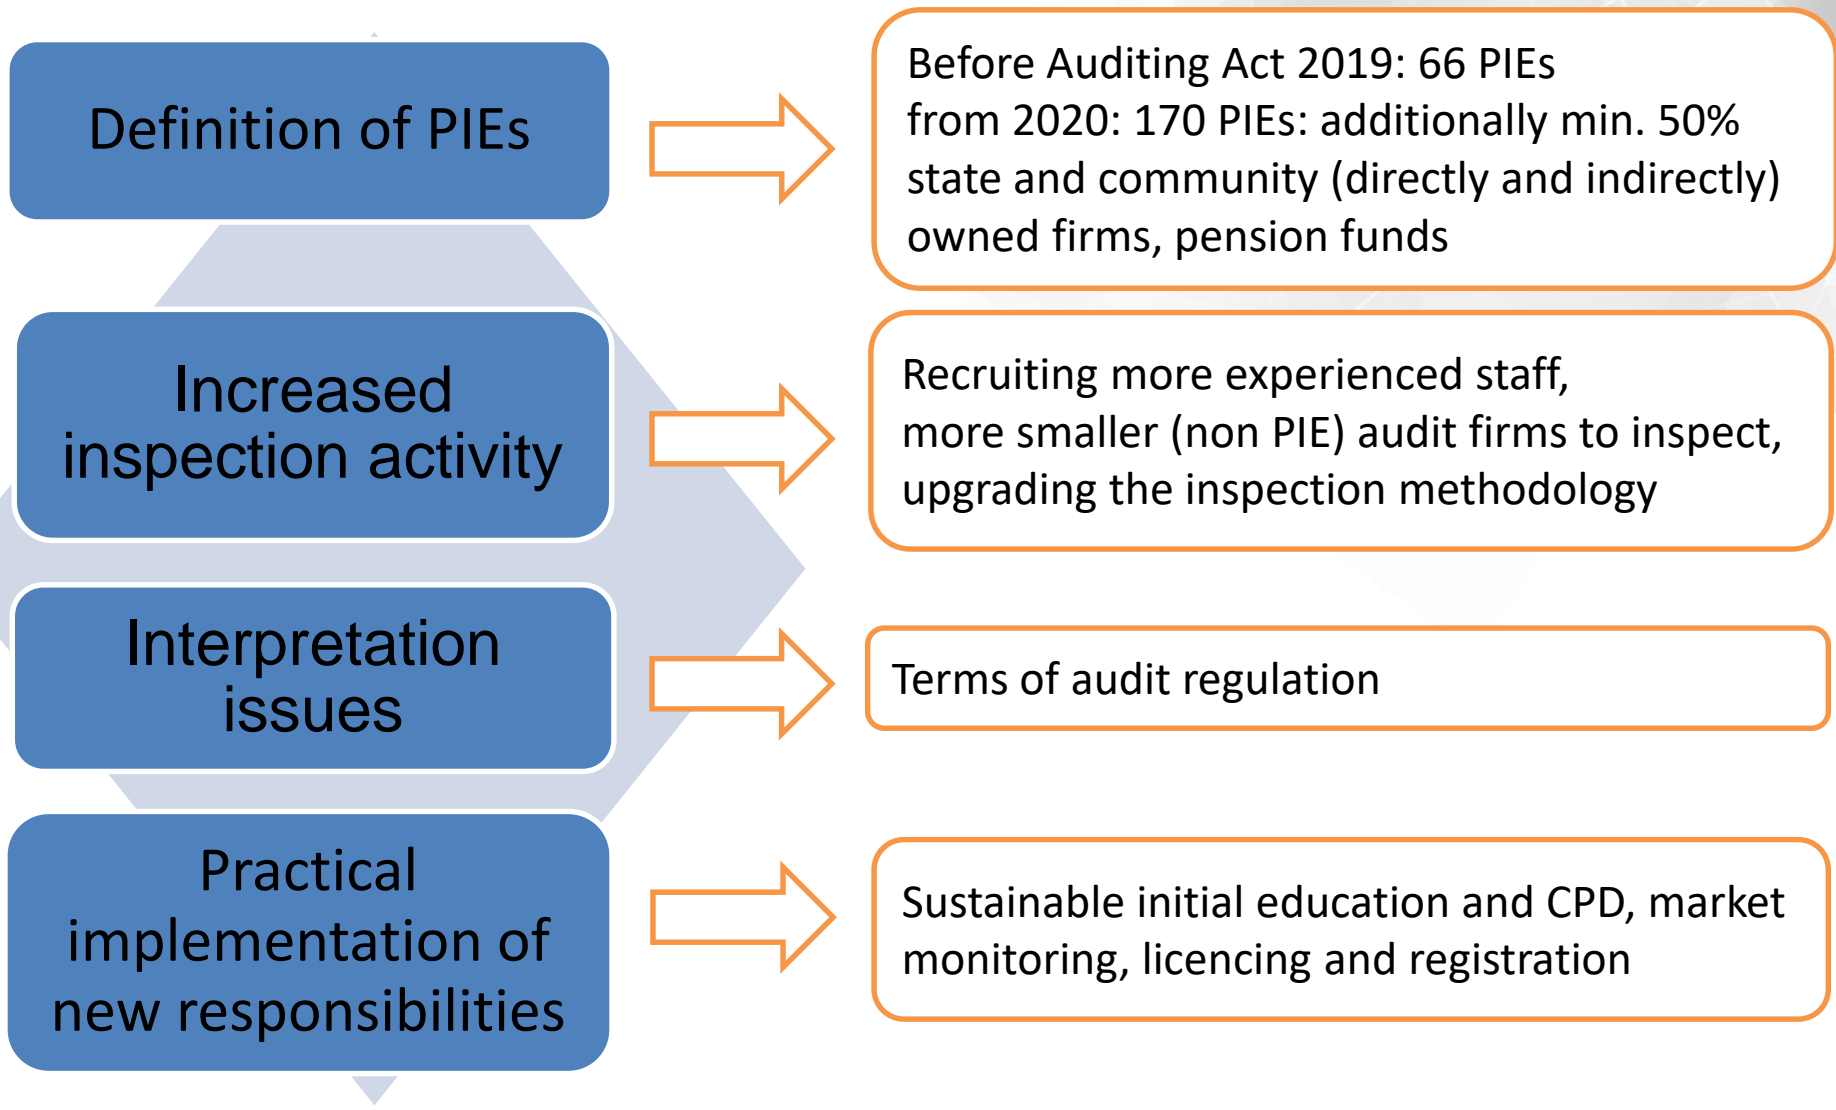 Definition of PIEs
Before Auditing Act 2019: 66 PIEs
from 2020: 170 PIEs: additionally min. 50%
state and community (directly and indirectly)
owned firms, pension funds
Increased
inspection activity
Recruiting more experienced staff,
more smaller (non PIE) audit firms to inspect,
upgrading the inspection methodology
Interpretation
issues
Terms of audit regulation
Practical
implementation of
new responsibilities
Sustainable initial education and CPD, market
monitoring, licencing and registration